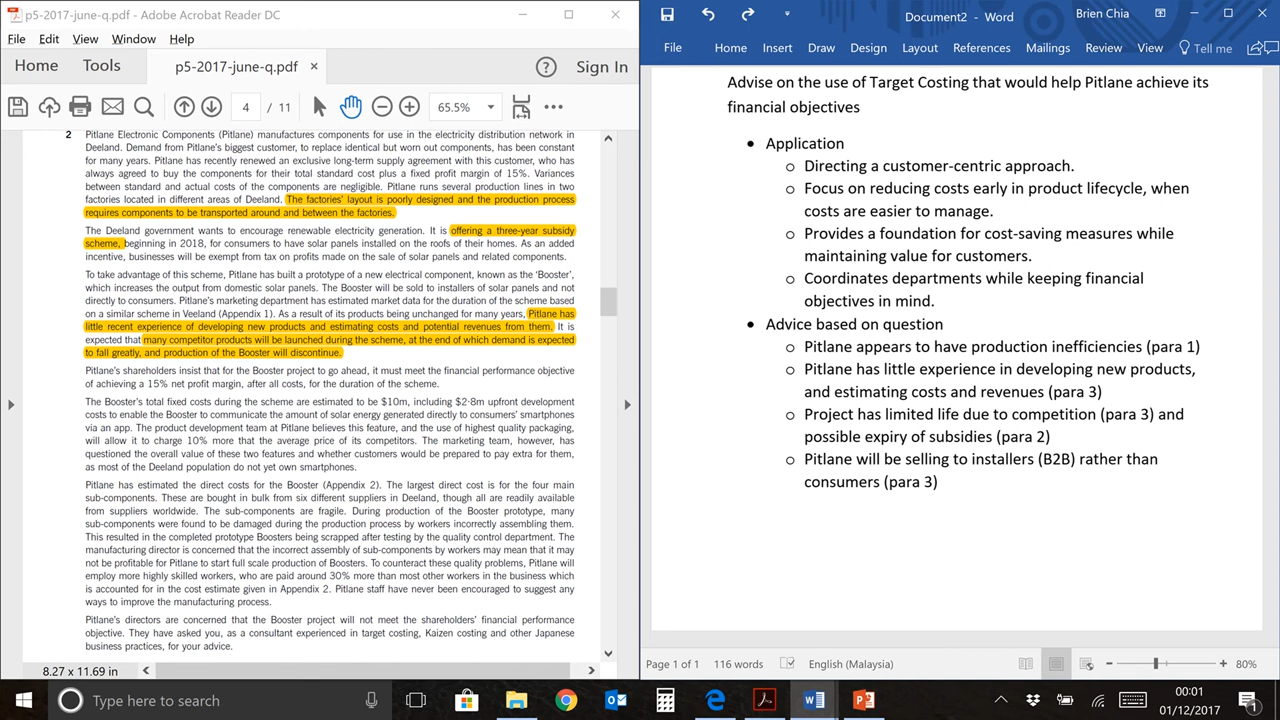 p5-2017-june-q.pdf - Adobe Acrobat Reader DC
File Edit View Window Help
Home Tools p5-2017-june-q.pdf × Sign In
4 / 11 65.5%
2 Pitlane Electronic Components (Pitlane) manufactures components for use in the electricity distribution network in
Deeland. Demand from Pitlane's biggest customer, to replace identical but worn out components, has been constant
for many years. Pitlane has recently renewed an exclusive long-term supply agreement with this customer, who has
always agreed to buy the components for their total standard cost plus a fixed profit margin of 15%. Variances
between standard and actual costs of the components are negligible. Pitlane runs several production lines in two
factories located in different areas of Deeland. The factories' layout is poorly designed and the production process
requires components to be transported around and between the factories.
The Deeland government wants to encourage renewable electricity generation. It is offering a three-year subsidy
scheme, beginning in 2018, for consumers to have solar panels installed on the roofs of their homes. As an added
incentive, businesses will be exempt from tax on profits made on the sale of solar panels and related components.
To take advantage of this scheme, Pitlane has built a prototype of a new electrical component, known as the 'Booster',
which increases the output from domestic solar panels. The Booster will be sold to installers of solar panels and not
directly to consumers. Pitlane's marketing department has estimated market data for the duration of the scheme based
on a similar scheme in Veeland (Appendix 1). As a result of its products being unchanged for many years, Pitlane has
little recent experience of developing new products and estimating costs and potential revenues from them. It is
expected that many competitor products will be launched during the scheme, at the end of which demand is expected
to fall greatly, and production of the Booster will discontinue.
Pitlane's shareholders insist that for the Booster project to go ahead, it must meet the financial performance objective
of achieving a 15% net profit margin, after all costs, for the duration of the scheme.
The Booster's total fixed costs during the scheme are estimated to be $10m, including $2·8m upfront development
costs to enable the Booster to communicate the amount of solar energy generated directly to consumers' smartphones
via an app. The product development team at Pitlane believes this feature, and the use of highest quality packaging,
will allow it to charge 10% more that the average price of its competitors. The marketing team, however, has
questioned the overall value of these two features and whether customers would be prepared to pay extra for them,
as most of the Deeland population do not yet own smartphones.
Pitlane has estimated the direct costs for the Booster (Appendix 2). The largest direct cost is for the four main
sub-components. These are bought in bulk from six different suppliers in Deeland, though all are readily available
from suppliers worldwide. The sub-components are fragile. During production of the Booster prototype, many
sub-components were found to be damaged during the production process by workers incorrectly assembling them.
This resulted in the completed prototype Boosters being scrapped after testing by the quality control department. The
manufacturing director is concerned that the incorrect assembly of sub-components by workers may mean that it may
not be profitable for Pitlane to start full scale production of Boosters. To counteract these quality problems, Pitlane will
employ more highly skilled workers, who are paid around 30% more than most other workers in the business which
is accounted for in the cost estimate given in Appendix 2. Pitlane staff have never been encouraged to suggest any
ways to improve the manufacturing process.
Pitlane's directors are concerned that the Booster project will not meet the shareholders' financial performance
objective. They have asked you, as a consultant experienced in target costing, Kaizen costing and other Japanese
business practices, for your advice.
8.27 x 11.69 in
Document2 - Word Brien Chia
File Home Insert Draw Design Layout References Mailings Review View Tell me
Advise on the use of Target Costing that would help Pitlane achieve its
financial objectives
• Application
o Directing a customer-centric approach.
o Focus on reducing costs early in product lifecycle, when
costs are easier to manage.
o Provides a foundation for cost-saving measures while
maintaining value for customers.
o Coordinates departments while keeping financial
objectives in mind.
• Advice based on question
o Pitlane appears to have production inefficiencies (para 1)
o Pitlane has little experience in developing new products,
and estimating costs and revenues (para 3)
o Project has limited life due to competition (para 3) and
possible expiry of subsidies (para 2)
o Pitlane will be selling to installers (B2B) rather than
consumers (para 3)
Page 1 of 1 116 words English (Malaysia) 80%
Type here to search
00:01
01/12/2017
1